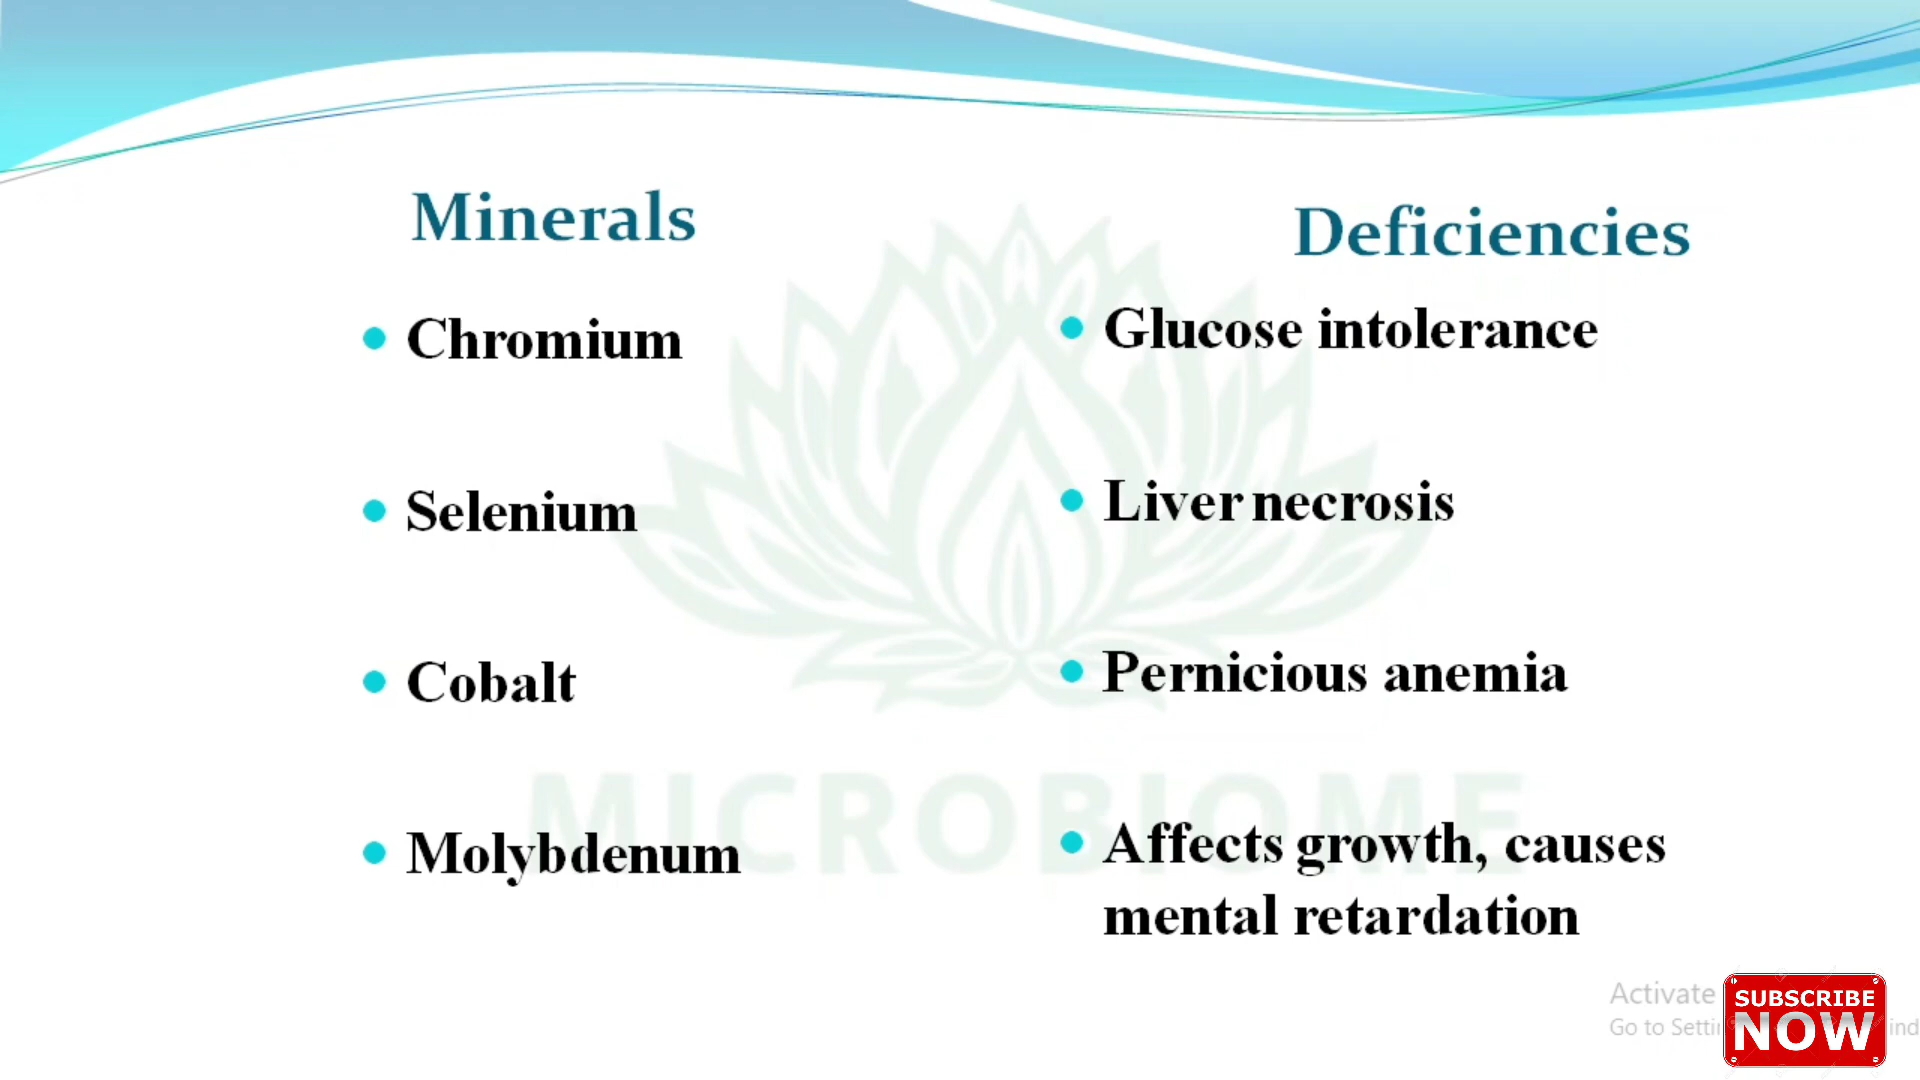 Minerals
Deficiencies
Chromium
Glucose intolerance
Selenium
Liver necrosis
Cobalt
Pernicious anemia
MICROBIOME
Molybdenum
Affects growth, causes
mental retardation
Activate
Go to
SUBSCRIBE
NOW